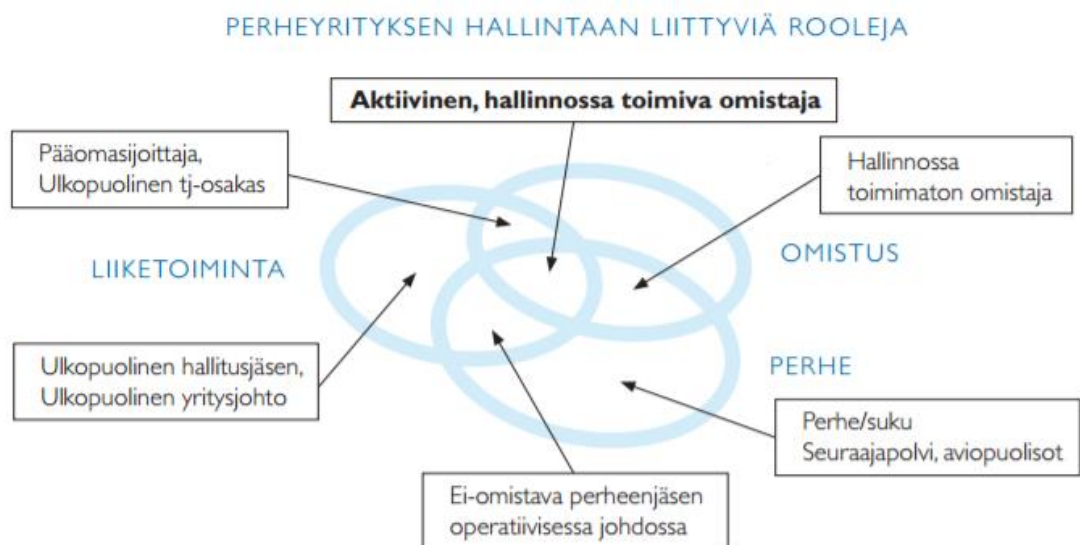 PERHEYRITYKSEN HALLINTAAN LIITTYVIÄ ROOLEJA
Aktiivinen, hallinnossa toimiva omistaja
Pääomasijoittaja,
Ulkopuolinen tj-osakas
Hallinnossa
toimimaton omistaja
LIIKETOIMINTA
OMISTUS
Ulkopuolinen hallitusjäsen,
Ulkopuolinen yritysjohto
PERHE
Perhe/suku
Seuraajapolvi, aviopuolisot
Ei-omistava perheenjäsen
operatiivisessa johdossa